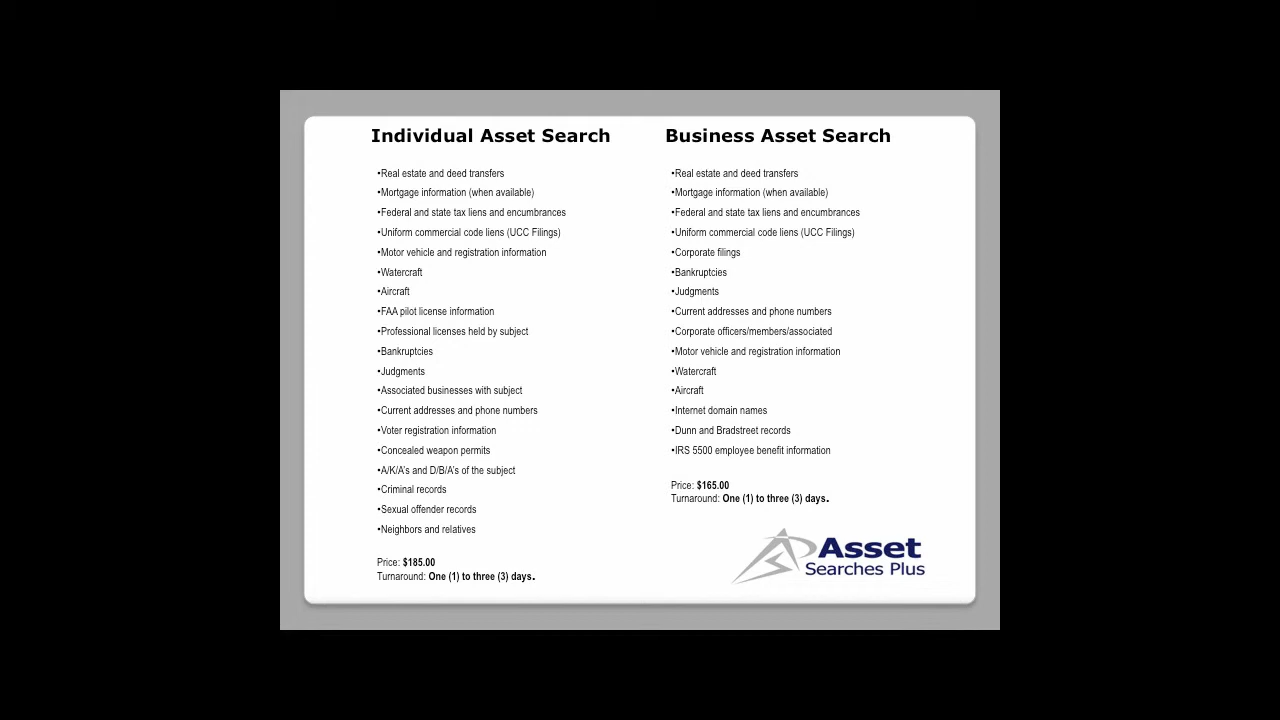 Individual Asset Search
•Real estate and deed transfers
•Mortgage information (when available)
•Federal and state tax liens and encumbrances
•Uniform commercial code liens (UCC Filings)
•Motor vehicle and registration information
•Watercraft
•Aircraft
•FAA pilot license information
•Professional licenses held by subject
•Bankruptcies
•Judgments
•Associated businesses with subject
•Current addresses and phone numbers
•Voter registration information
•Concealed weapon permits
•A/K/A's and D/B/A's of the subject
•Criminal records
•Sexual offender records
•Neighbors and relatives
Price: $185.00
Turnaround: One (1) to three (3) days.
Business Asset Search
•Real estate and deed transfers
•Mortgage information (when available)
•Federal and state tax liens and encumbrances
•Uniform commercial code liens (UCC Filings)
•Corporate filings
•Bankruptcies
•Judgments
•Current addresses and phone numbers
•Corporate officers/members/associated
•Motor vehicle and registration information
•Watercraft
•Aircraft
•Internet domain names
•Dunn and Bradstreet records
•IRS 5500 employee benefit information
Price: $165.00
Turnaround: One (1) to three (3) days.
Asset
Searches Plus